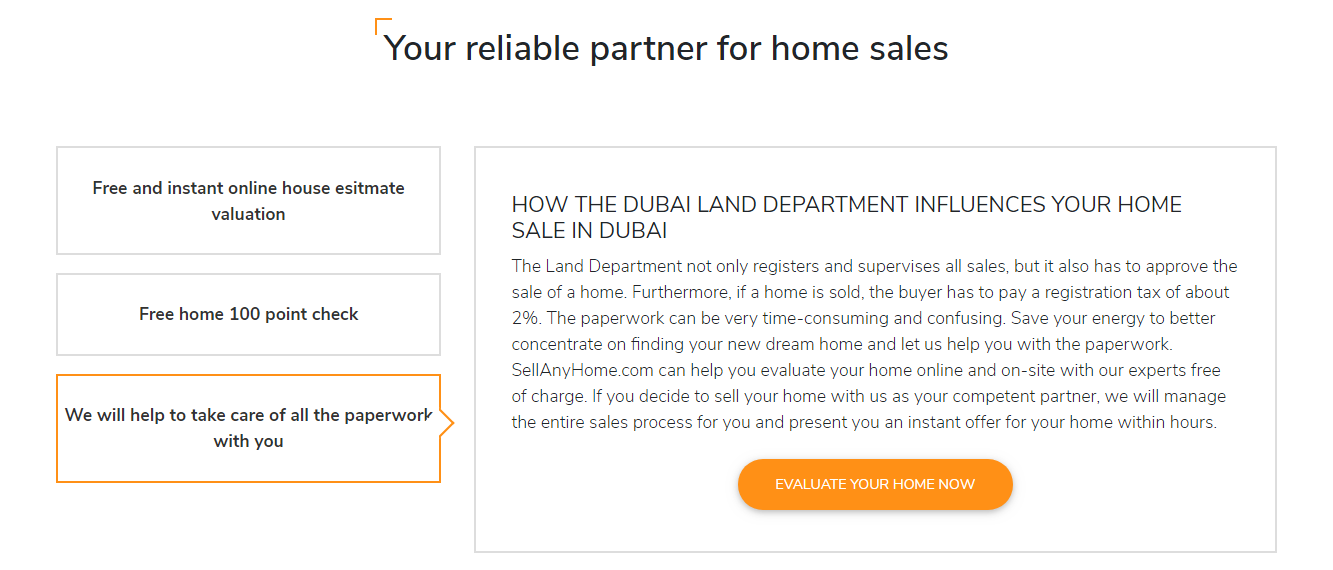 Your reliable partner for home sales
Free and instant online house esitmate
valuation
Free home 100 point check
We will help to take care of all the paperwork
with you
HOW THE DUBAI LAND DEPARTMENT INFLUENCES YOUR HOME
SALE IN DUBAI
The Land Department not only registers and supervises all sales, but it also has to approve the
sale of a home. Furthermore, if a home is sold, the buyer has to pay a registration tax of about
2%. The paperwork can be very time-consuming and confusing. Save your energy to better
concentrate on finding your new dream home and let us help you with the paperwork.
SellAnyHome.com can help you evaluate your home online and on-site with our experts free
of charge. If you decide to sell your home with us as your competent partner, we will manage
the entire sales process for you and present you an instant offer for your home within hours.
EVALUATE YOUR HOME NOW